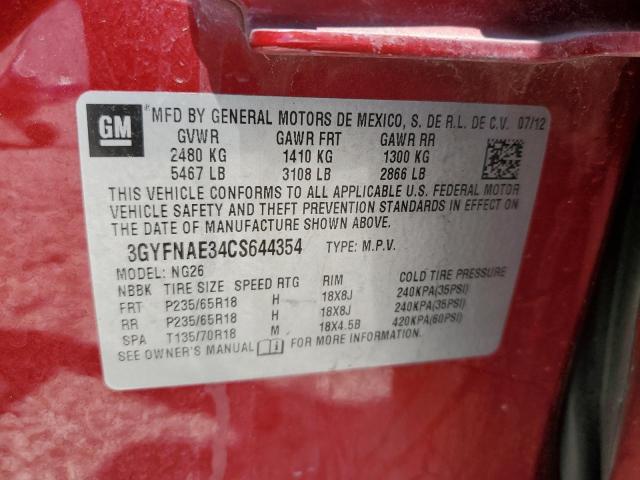 GM
® MFD BY GENERAL MOTORS DE MEXICO, S. DE R.L. DE C.V. 07/12
GVWR GAWR FRT GAWR RR
2480 KG 1410 KG 1300 KG
5467 LB 3108 LB 2866 LB
THIS VEHICLE CONFORMS TO ALL APPLICABLE U.S. FEDERAL MOTOR
VEHICLE SAFETY AND THEFT PREVENTION STANDARDS IN EFFECT ON
THE DATE OF MANUFACTURE SHOWN ABOVE.
3GYFNAE34CS644354 TYPE: M.P.V.
MODEL: NG26
NBBK TIRE SIZE SPEED RTG RIM COLD TIRE PRESSURE
FRT P235/65R18 H 18X8J 240KPA(35PSI)
RR P235/65R18 H 18X8J 240KPA(35PSI)
SPA T135/70R18 M 18X4.5B 420KPA(60PSI)
SEE OWNER'S MANUAL FOR MORE INFORMATION.